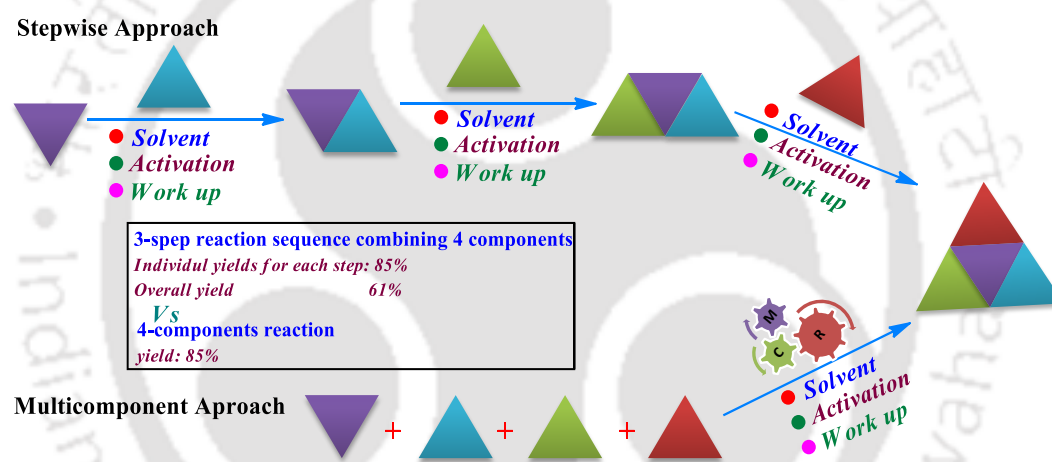 Stepwise Approach
Solvent
Activation
Work up
Solvent
Activation
Work up
Solvent
Activation
Work up
3-spep reaction sequence combining 4 components
Individul yields for each step: 85%
Overall yield 61%
Vs
4-components reaction
yield: 85%
M
C
R
Solvent
Activation
Work up
Multicomponent Aproach
+ + +